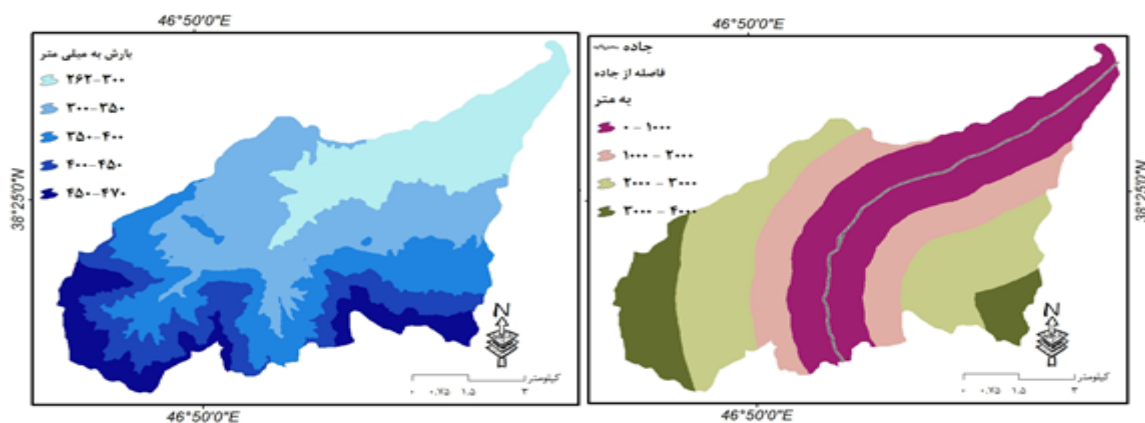 46°50'0"E
بارش به میلی متر
۲۶۲-۳۰۰
۳۰۰-۳۵۰
۳۵۰-۴۰۰
۴۰۰-۴۵۰
۴۵۰-۴۷۰
38°25'0"N
N
کیلومتر
۰ ۰.۷۵ ۱.۵ ۳
46°50'0"E
46°50'0"E
جاده
فاصله از جاده
به متر
۰ - ۱۰۰۰
۱۰۰۰ - ۲۰۰۰
۲۰۰۰ - ۳۰۰۰
۳۰۰۰ - ۴۰۰۰
38°25'0"N
N
کیلومتر
۰ ۰.۷۵ ۱.۵ ۳
46°50'0"E